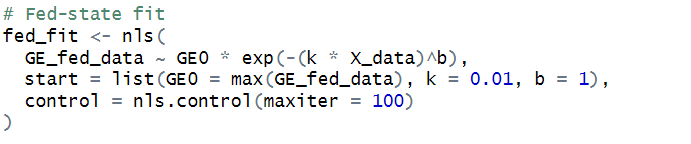 # Fed-state fit
fed_fit <- nls(
  GE_fed_data ~ GE0 * exp(-(k * X_data)^b),
  start = list(GE0 = max(GE_fed_data), k = 0.01, b = 1),
  control = nls.control(maxiter = 100)
)